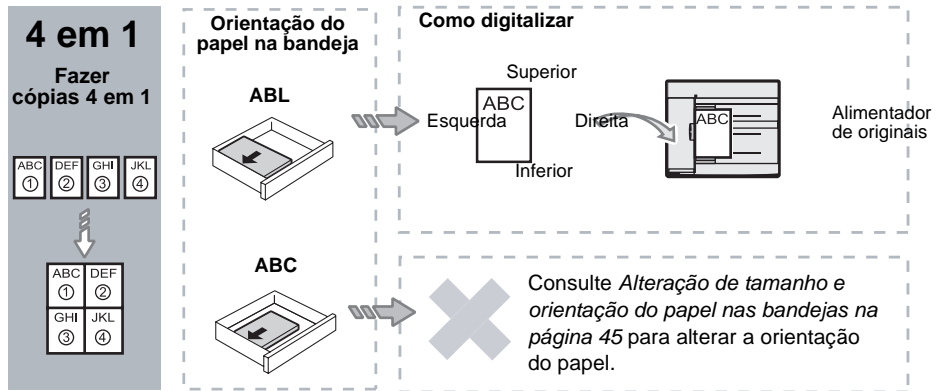 4 em 1
Fazer
cópias 4 em 1
ABC DEF GHI JKL
① ② ③ ④
ABC DEF
① ②
GHI JKL
③ ④
Orientação do
papel na bandeja
ABL
ABC
Como digitalizar
Superior
Esquerda
ABC
Direita
Inferior
ABC
Alimentador
de originais
Consulte Alteração de tamanho e
orientação do papel nas bandejas na
página 45 para alterar a orientação
do papel.